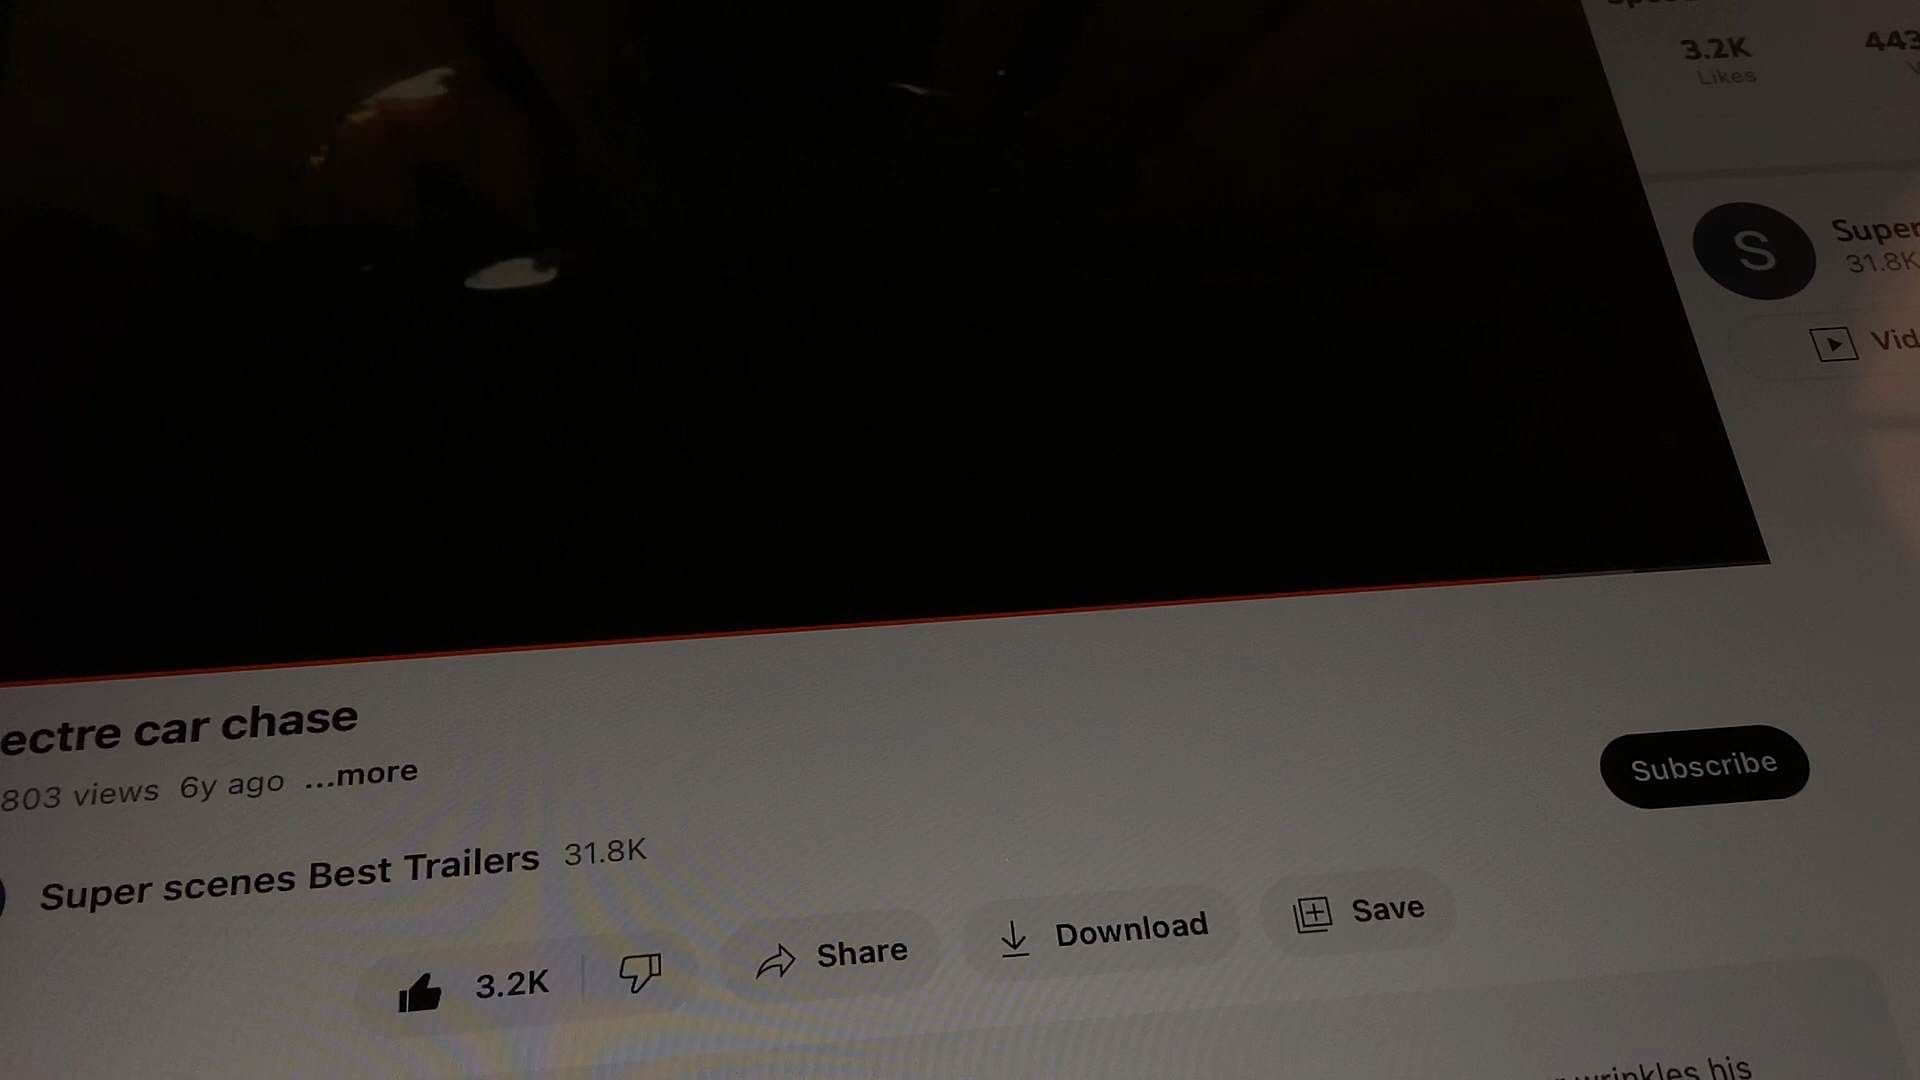 3.2K
Likes
443
S
Super
31.8K
Vid
ectre car chase
803 views 6y ago ...more
Subscribe
Super scenes Best Trailers 31.8K
3.2K
Share
Download
Save
wrinkles his